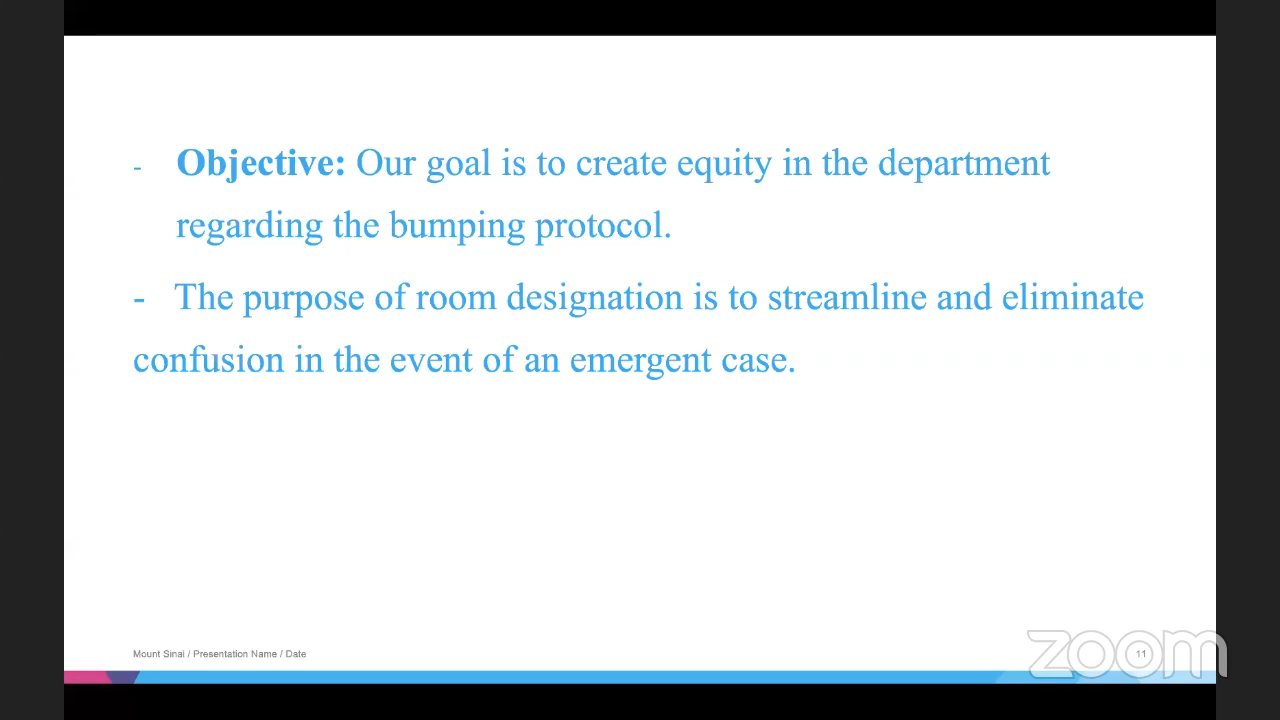 - Objective: Our goal is to create equity in the department
regarding the bumping protocol.
- The purpose of room designation is to streamline and eliminate
confusion in the event of an emergent case.
Mount Sinai / Presentation Name / Date
11
zoom